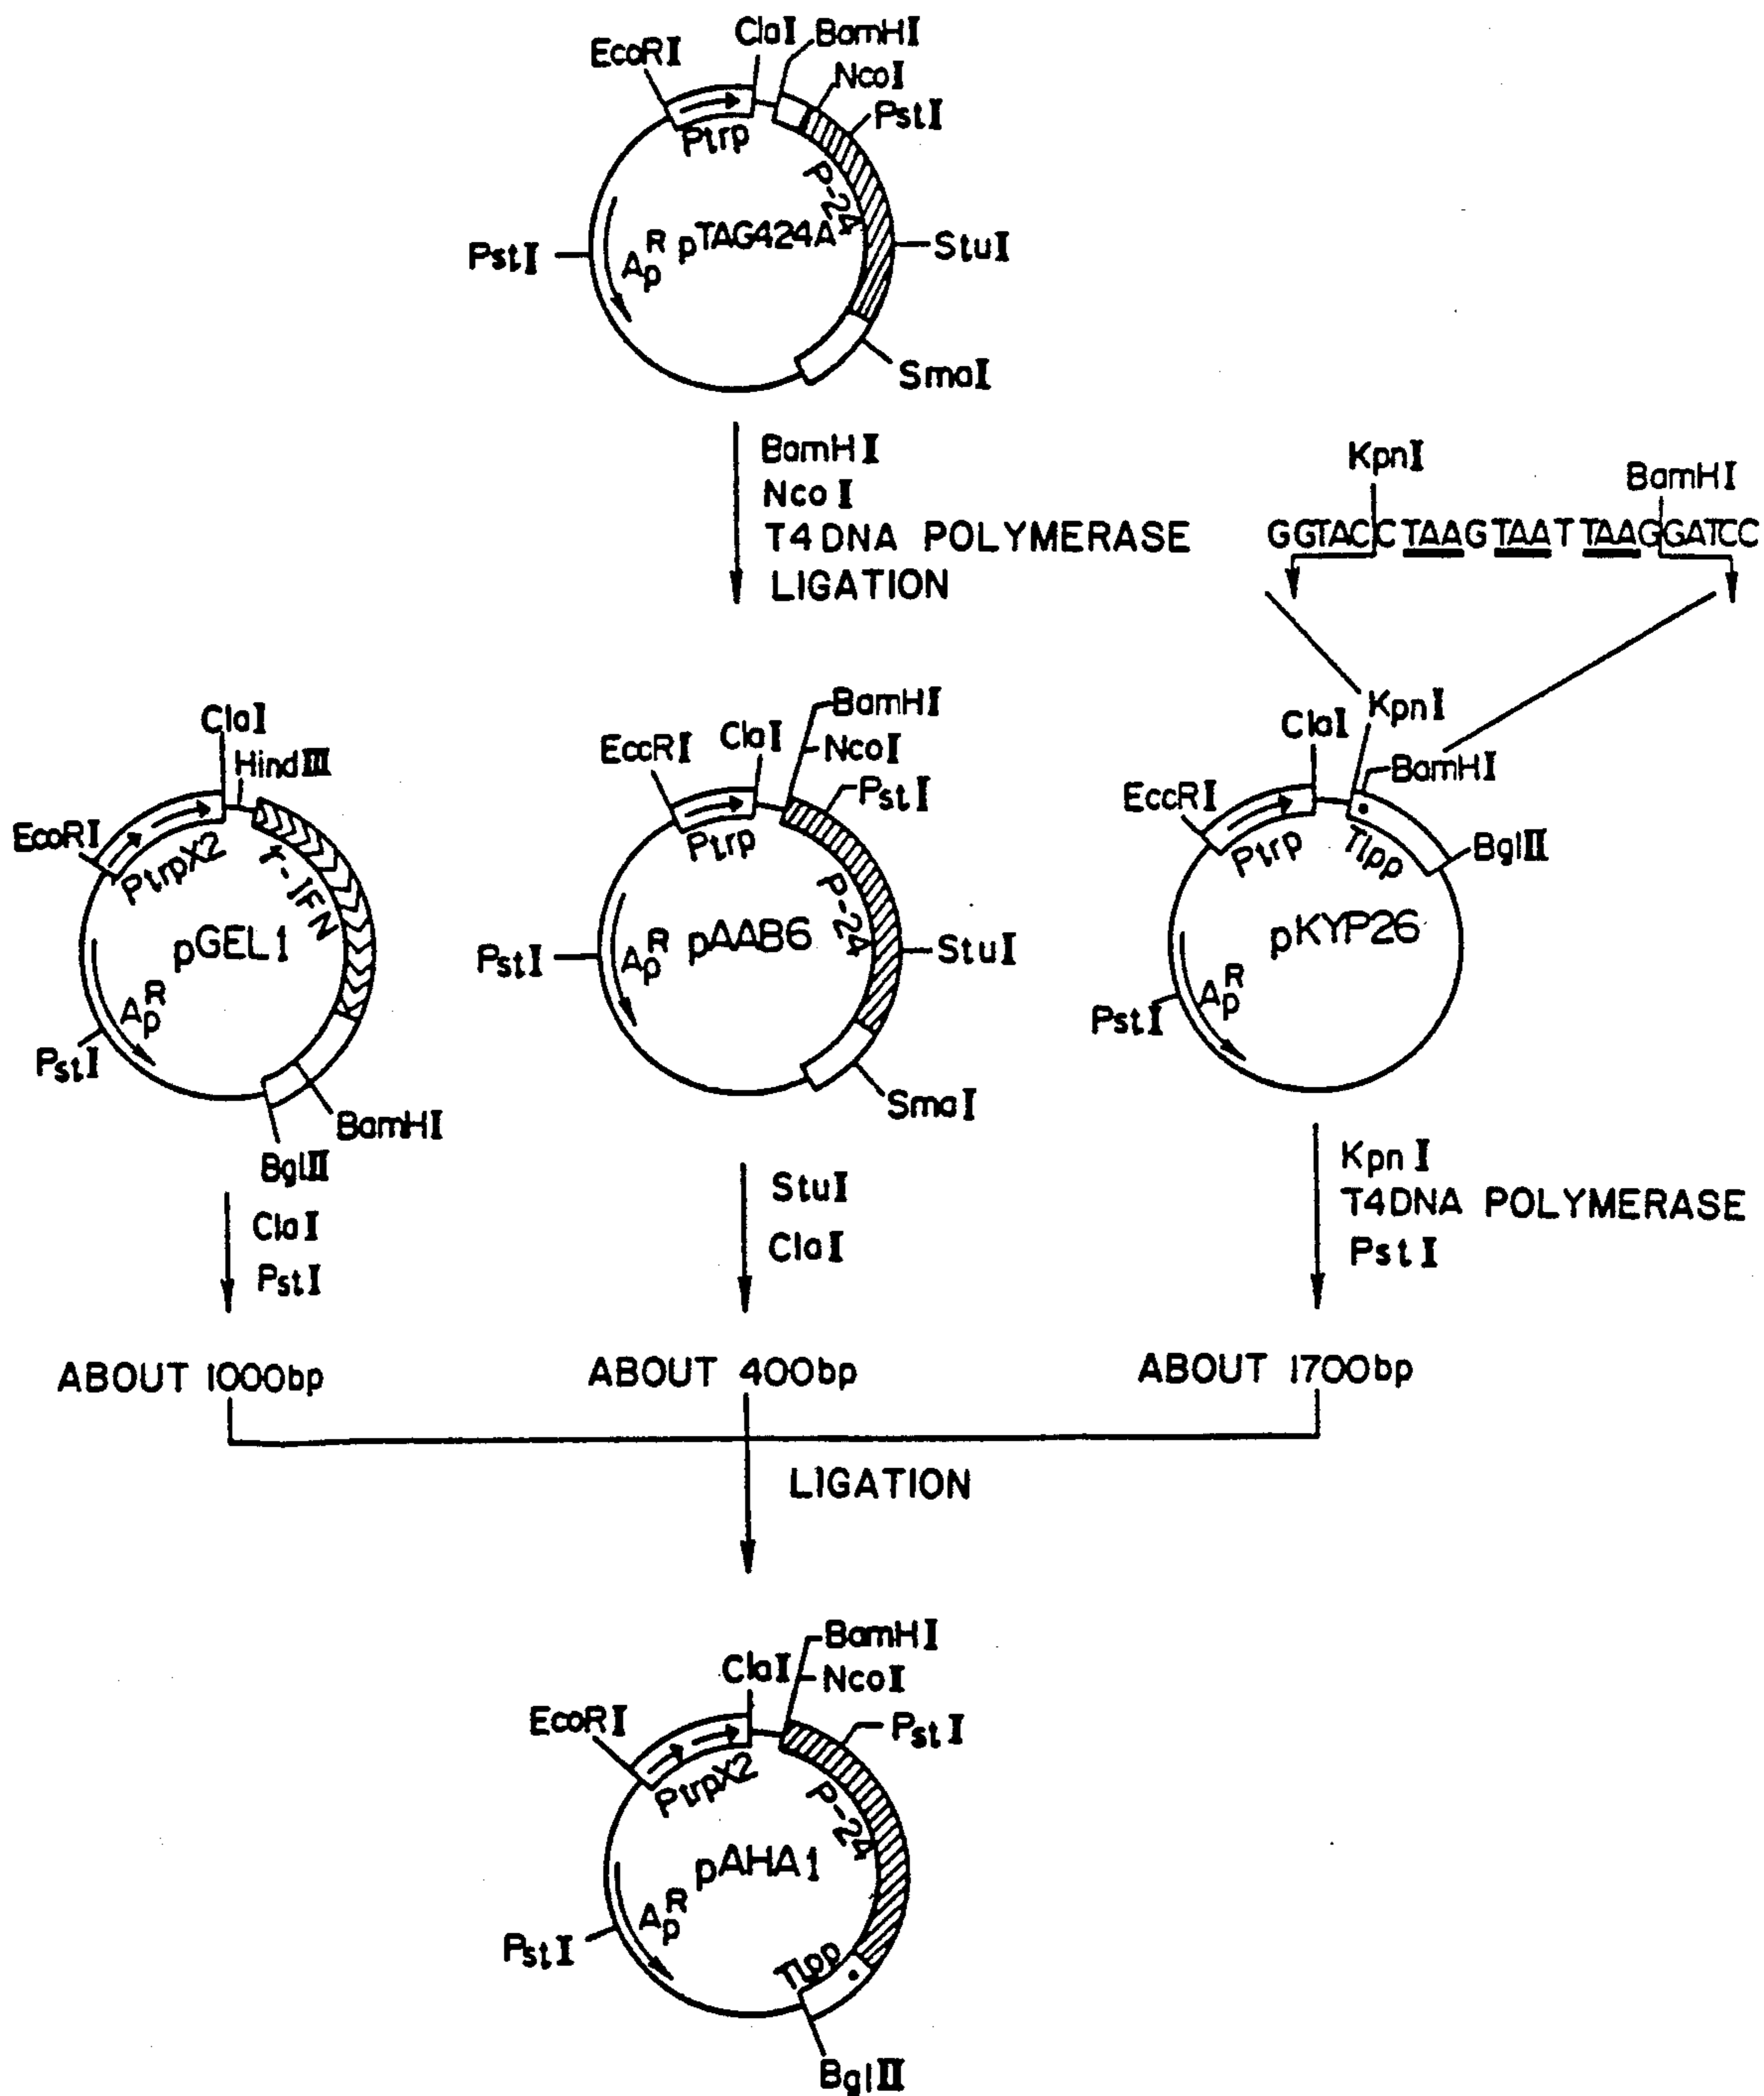 EcoRI
ClaI
BamHI
NcoI
PstI
Ptrp
P-24
pTAG424A
Ap^R
PstI
StuI
SmaI
BamHI
NcoI
T4 DNA POLYMERASE
LIGATION
KpnI
BamHI
GGTACCTAAGTAATTAAGGATCC
ClaI
HindIII
EcoRI
PtrpX2
γ-IFN
pGEL1
Ap^R
PstI
BamHI
BglII
EccRI
ClaI
BamHI
NcoI
PstI
Ptrp
P-24
pAAB6
Ap^R
PstI
StuI
SmaI
EccRI
ClaI
KpnI
BamHI
Ptrp
Tlpp
BglII
pKYP26
Ap^R
PstI
ClaI
PstI
StuI
ClaI
KpnI
T4 DNA POLYMERASE
PstI
ABOUT 1000bp
ABOUT 400bp
ABOUT 1700bp
LIGATION
EcoRI
ClaI
BamHI
NcoI
PstI
PtrpX2
P-24
pAHA1
Ap^R
PstI
Tlpp
BglII